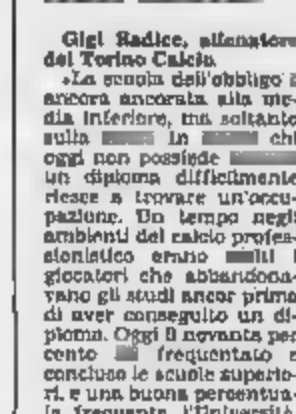 Gigi Radice, allenatore
del Torino Calcio.
«La scuola dell'obbligo è
ancora ancorata alla me-
dia inferiore, ma soltanto
sulla in chi
oggi non possiede
un diploma difficilmente
riesce a trovare un'occu-
pazione. Un tempo negli
ambienti del calcio profes-
sionistico erano i
giocatori che abbandona-
vano gli studi ancor prima
di aver conseguito un di-
ploma. Oggi il novanta per
cento frequentato e
concluso le scuole superio-
ri, e una buona percentua-
le frequenta l'Università.